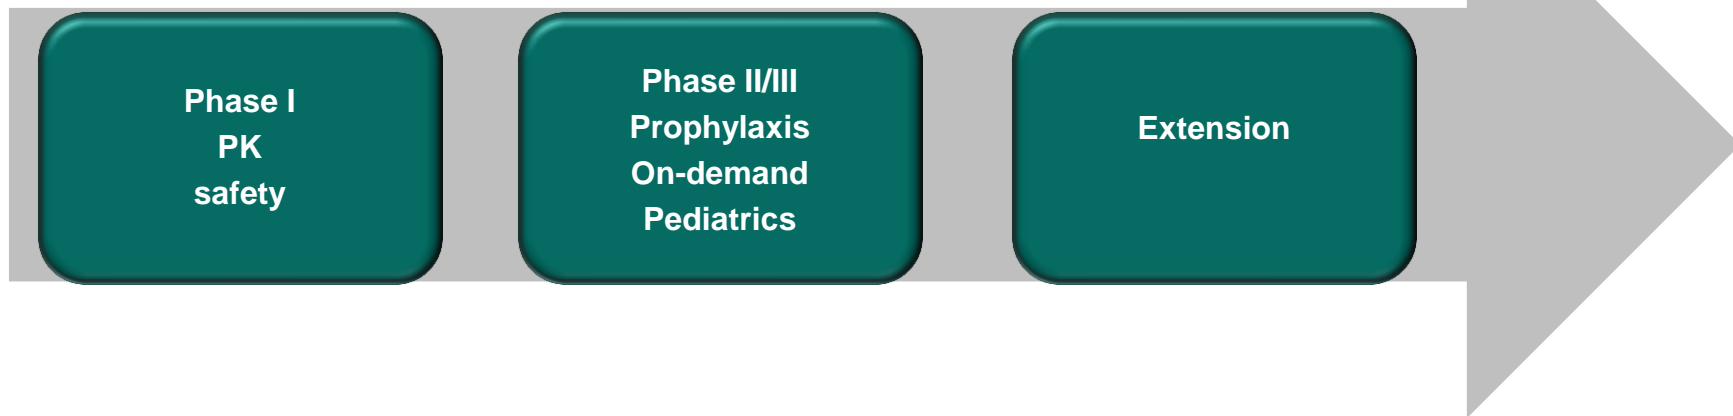 Phase I
PK
safety
Phase II/III
Prophylaxis
On-demand
Pediatrics
Extension